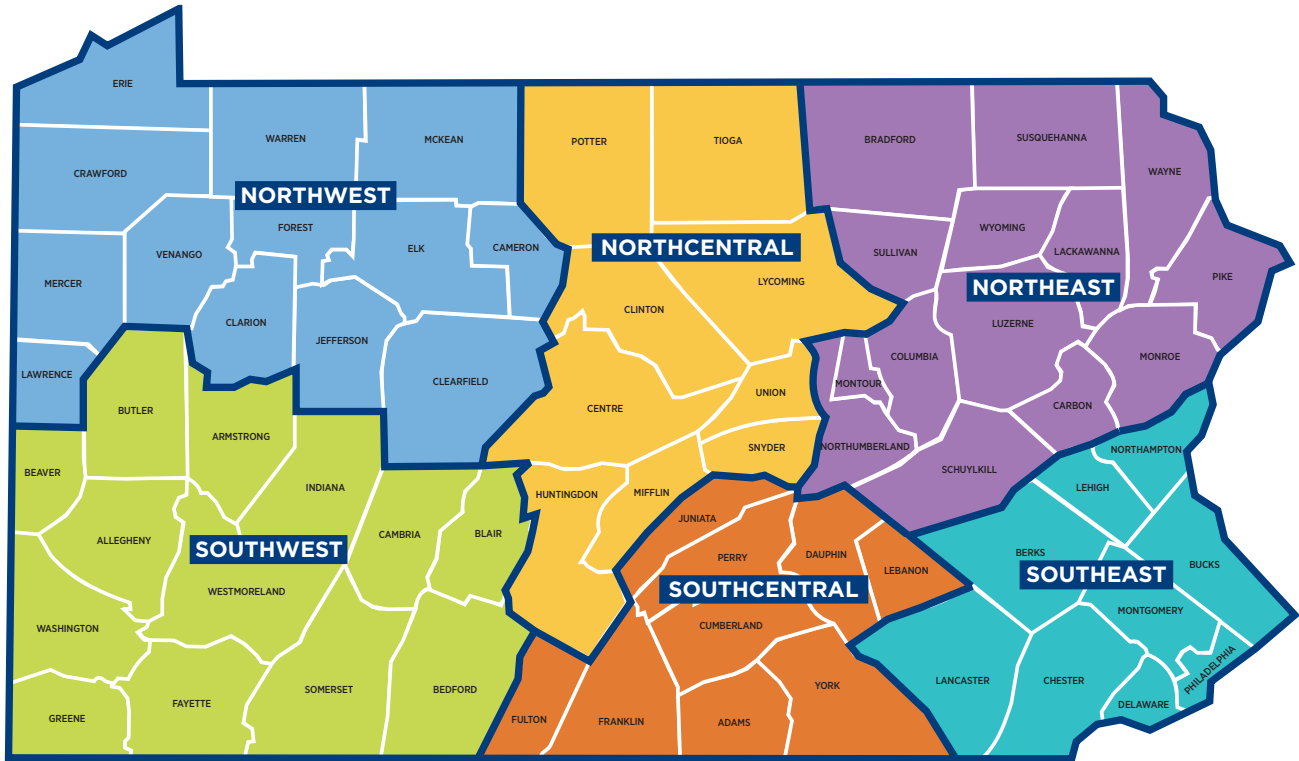 ERIE
WARREN
MCKEAN
CRAWFORD
NORTHWEST
FOREST
VENANGO
ELK
CAMERON
MERCER
CLARION
JEFFERSON
LAWRENCE
CLEARFIELD
POTTER
TIOGA
NORTHCENTRAL
LYCOMING
CLINTON
UNION
CENTRE
SNYDER
HUNTINGDON
MIFFLIN
BRADFORD
SUSQUEHANNA
WAYNE
WYOMING
SULLIVAN
LACKAWANNA
PIKE
NORTHEAST
LUZERNE
COLUMBIA
MONROE
MONTOUR
CARBON
NORTHUMBERLAND
SCHUYLKILL
BUTLER
ARMSTRONG
BEAVER
INDIANA
ALLEGHENY
CAMBRIA
BLAIR
SOUTHWEST
WESTMORELAND
WASHINGTON
SOMERSET
BEDFORD
FAYETTE
GREENE
JUNIATA
PERRY
DAUPHIN
LEBANON
SOUTHCENTRAL
CUMBERLAND
YORK
FULTON
FRANKLIN
ADAMS
NORTHAMPTON
LEHIGH
BERKS
BUCKS
SOUTHEAST
MONTGOMERY
PHILADELPHIA
LANCASTER
CHESTER
DELAWARE